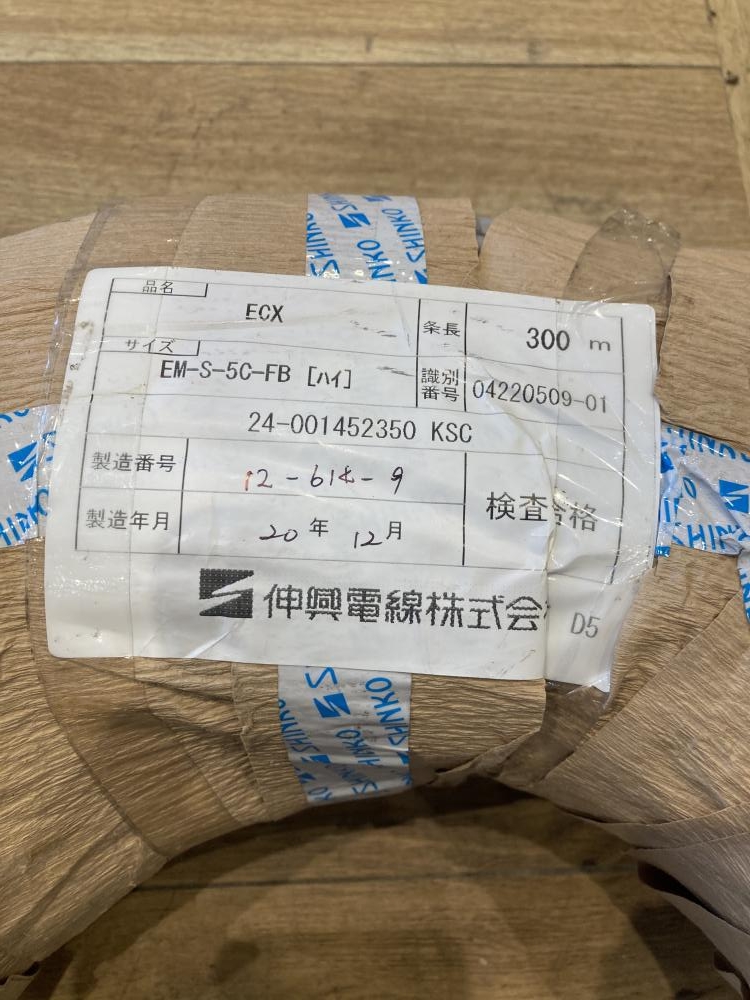 品名
ECX
条長
300 m
サイズ
EM-S-5C-FB [ハイ]
識別番号
04220509-01
24-001452350 KSC
製造番号
12-618-9
検査合格
製造年月
20年 12月
伸興電線株式会
D5
SHINKO
SHINKO
SHINKO
SHINKO
SHINKO